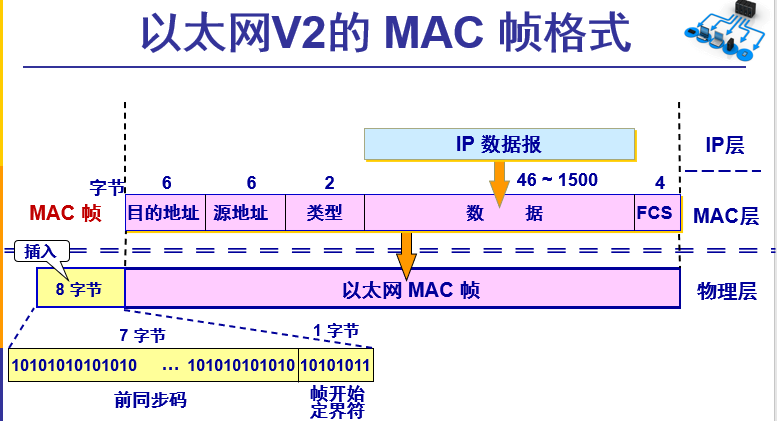 以太网V2的 MAC 帧格式
IP 数据报
IP层
字节
6
6
2
46 ~ 1500
4
MAC 帧
目的地址
源地址
类型
数 据
FCS
MAC层
插入
8 字节
以太网 MAC 帧
物理层
7 字节
1 字节
10101010101010 … 101010101010
10101011
前同步码
帧开始
定界符